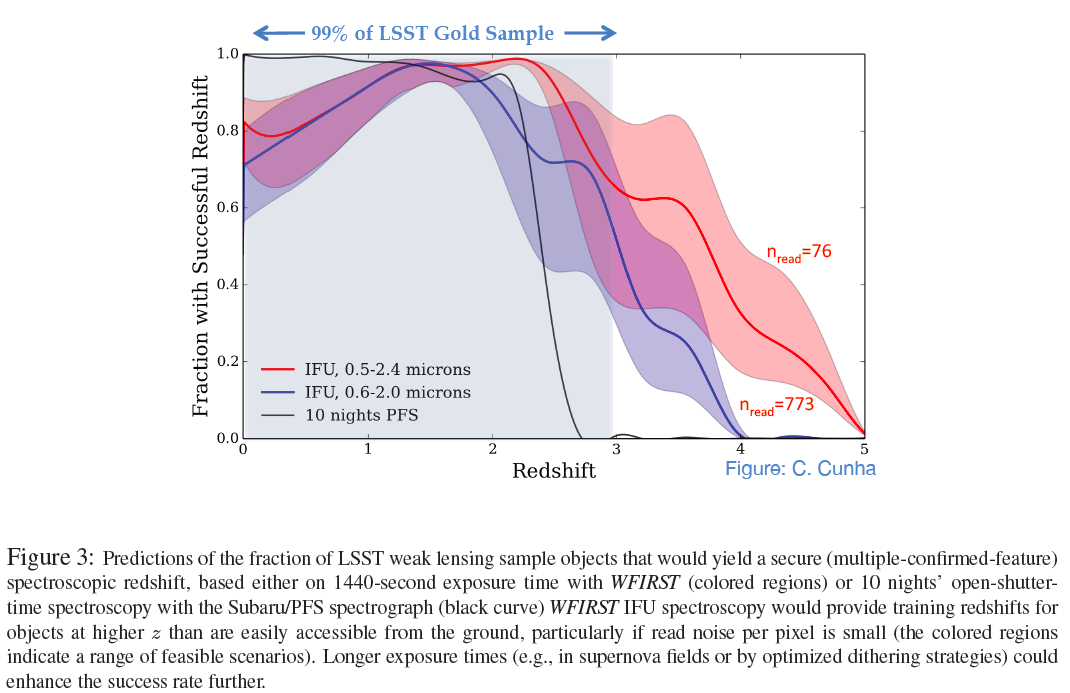 99% of LSST Gold Sample
Fraction with Successful Redshift
1.0
0.8
0.6
0.4
0.2
0.0
n_read=76
n_read=773
IFU, 0.5-2.4 microns
IFU, 0.6-2.0 microns
10 nights PFS
0 1 2 3 4 5
Redshift
Figure: C. Cunha
Figure 3: Predictions of the fraction of LSST weak lensing sample objects that would yield a secure (multiple-confirmed-feature)
spectroscopic redshift, based either on 1440-second exposure time with WFIRST (colored regions) or 10 nights' open-shutter-
time spectroscopy with the Subaru/PFS spectrograph (black curve) WFIRST IFU spectroscopy would provide training redshifts for
objects at higher z than are easily accessible from the ground, particularly if read noise per pixel is small (the colored regions
indicate a range of feasible scenarios). Longer exposure times (e.g., in supernova fields or by optimized dithering strategies) could
enhance the success rate further.